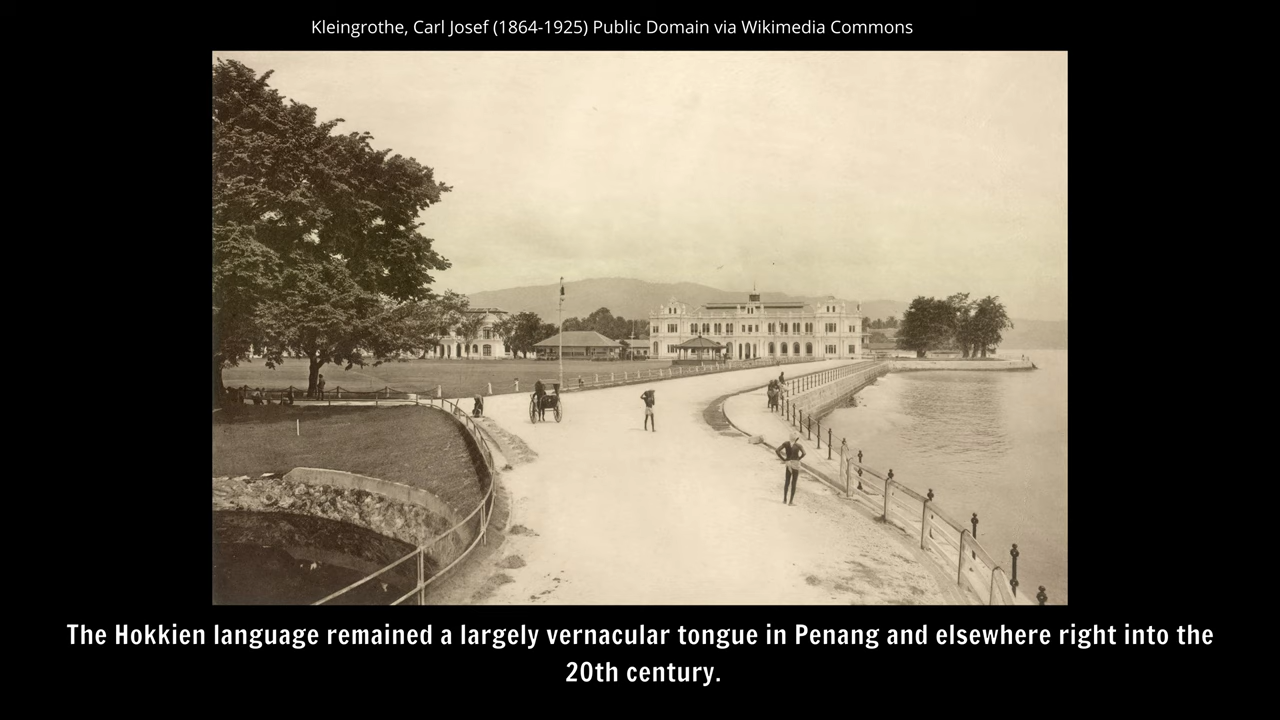 Kleingrothe, Carl Josef (1864-1925) Public Domain via Wikimedia Commons
The Hokkien language remained a largely vernacular tongue in Penang and elsewhere right into the
20th century.